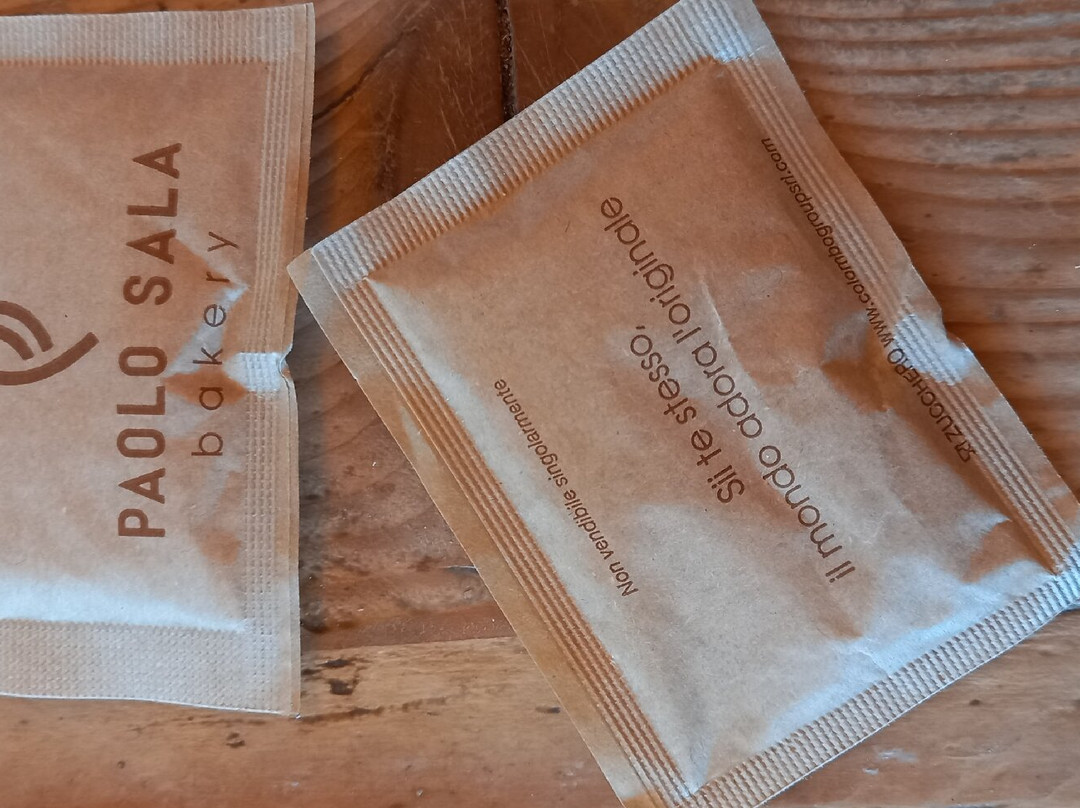 PAOLO SALA
bakery
Non vendibile singolarmente
Sii te stesso,
il mondo adora l'originale
ZUCCHERO www.colombogroupsrl.com